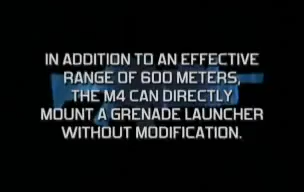 IN ADDITION TO AN EFFECTIVE
RANGE OF 600 METERS,
THE M4 CAN DIRECTLY
MOUNT A GRENADE LAUNCHER
WITHOUT MODIFICATION.